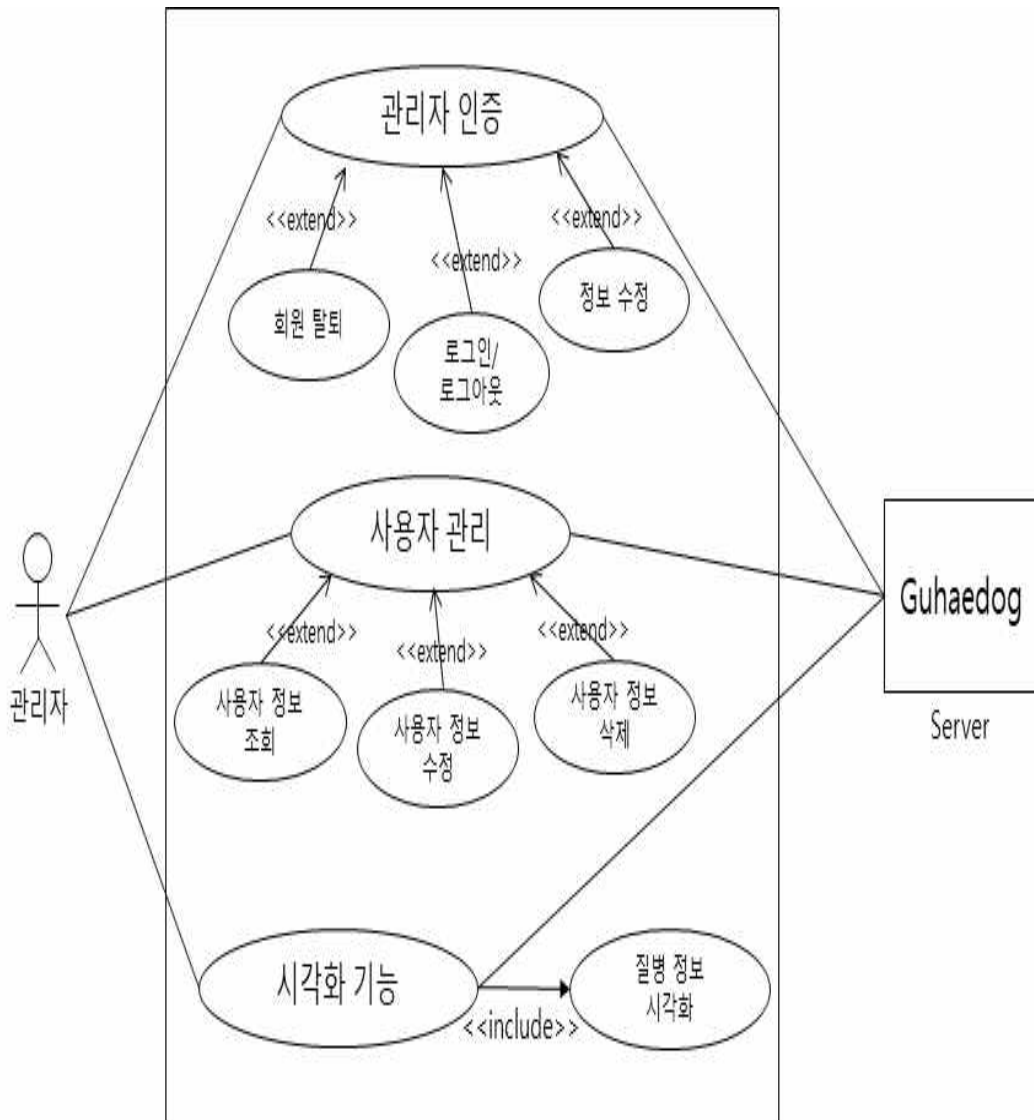 관리자 인증
<<extend>>
<<extend>>
<<extend>>
회원 탈퇴
로그인/
로그아웃
정보 수정
사용자 관리
<<extend>>
<<extend>>
<<extend>>
사용자 정보
조회
사용자 정보
수정
사용자 정보
삭제
관리자
Guhaedog
Server
시각화 기능
<<include>>
질병 정보
시각화